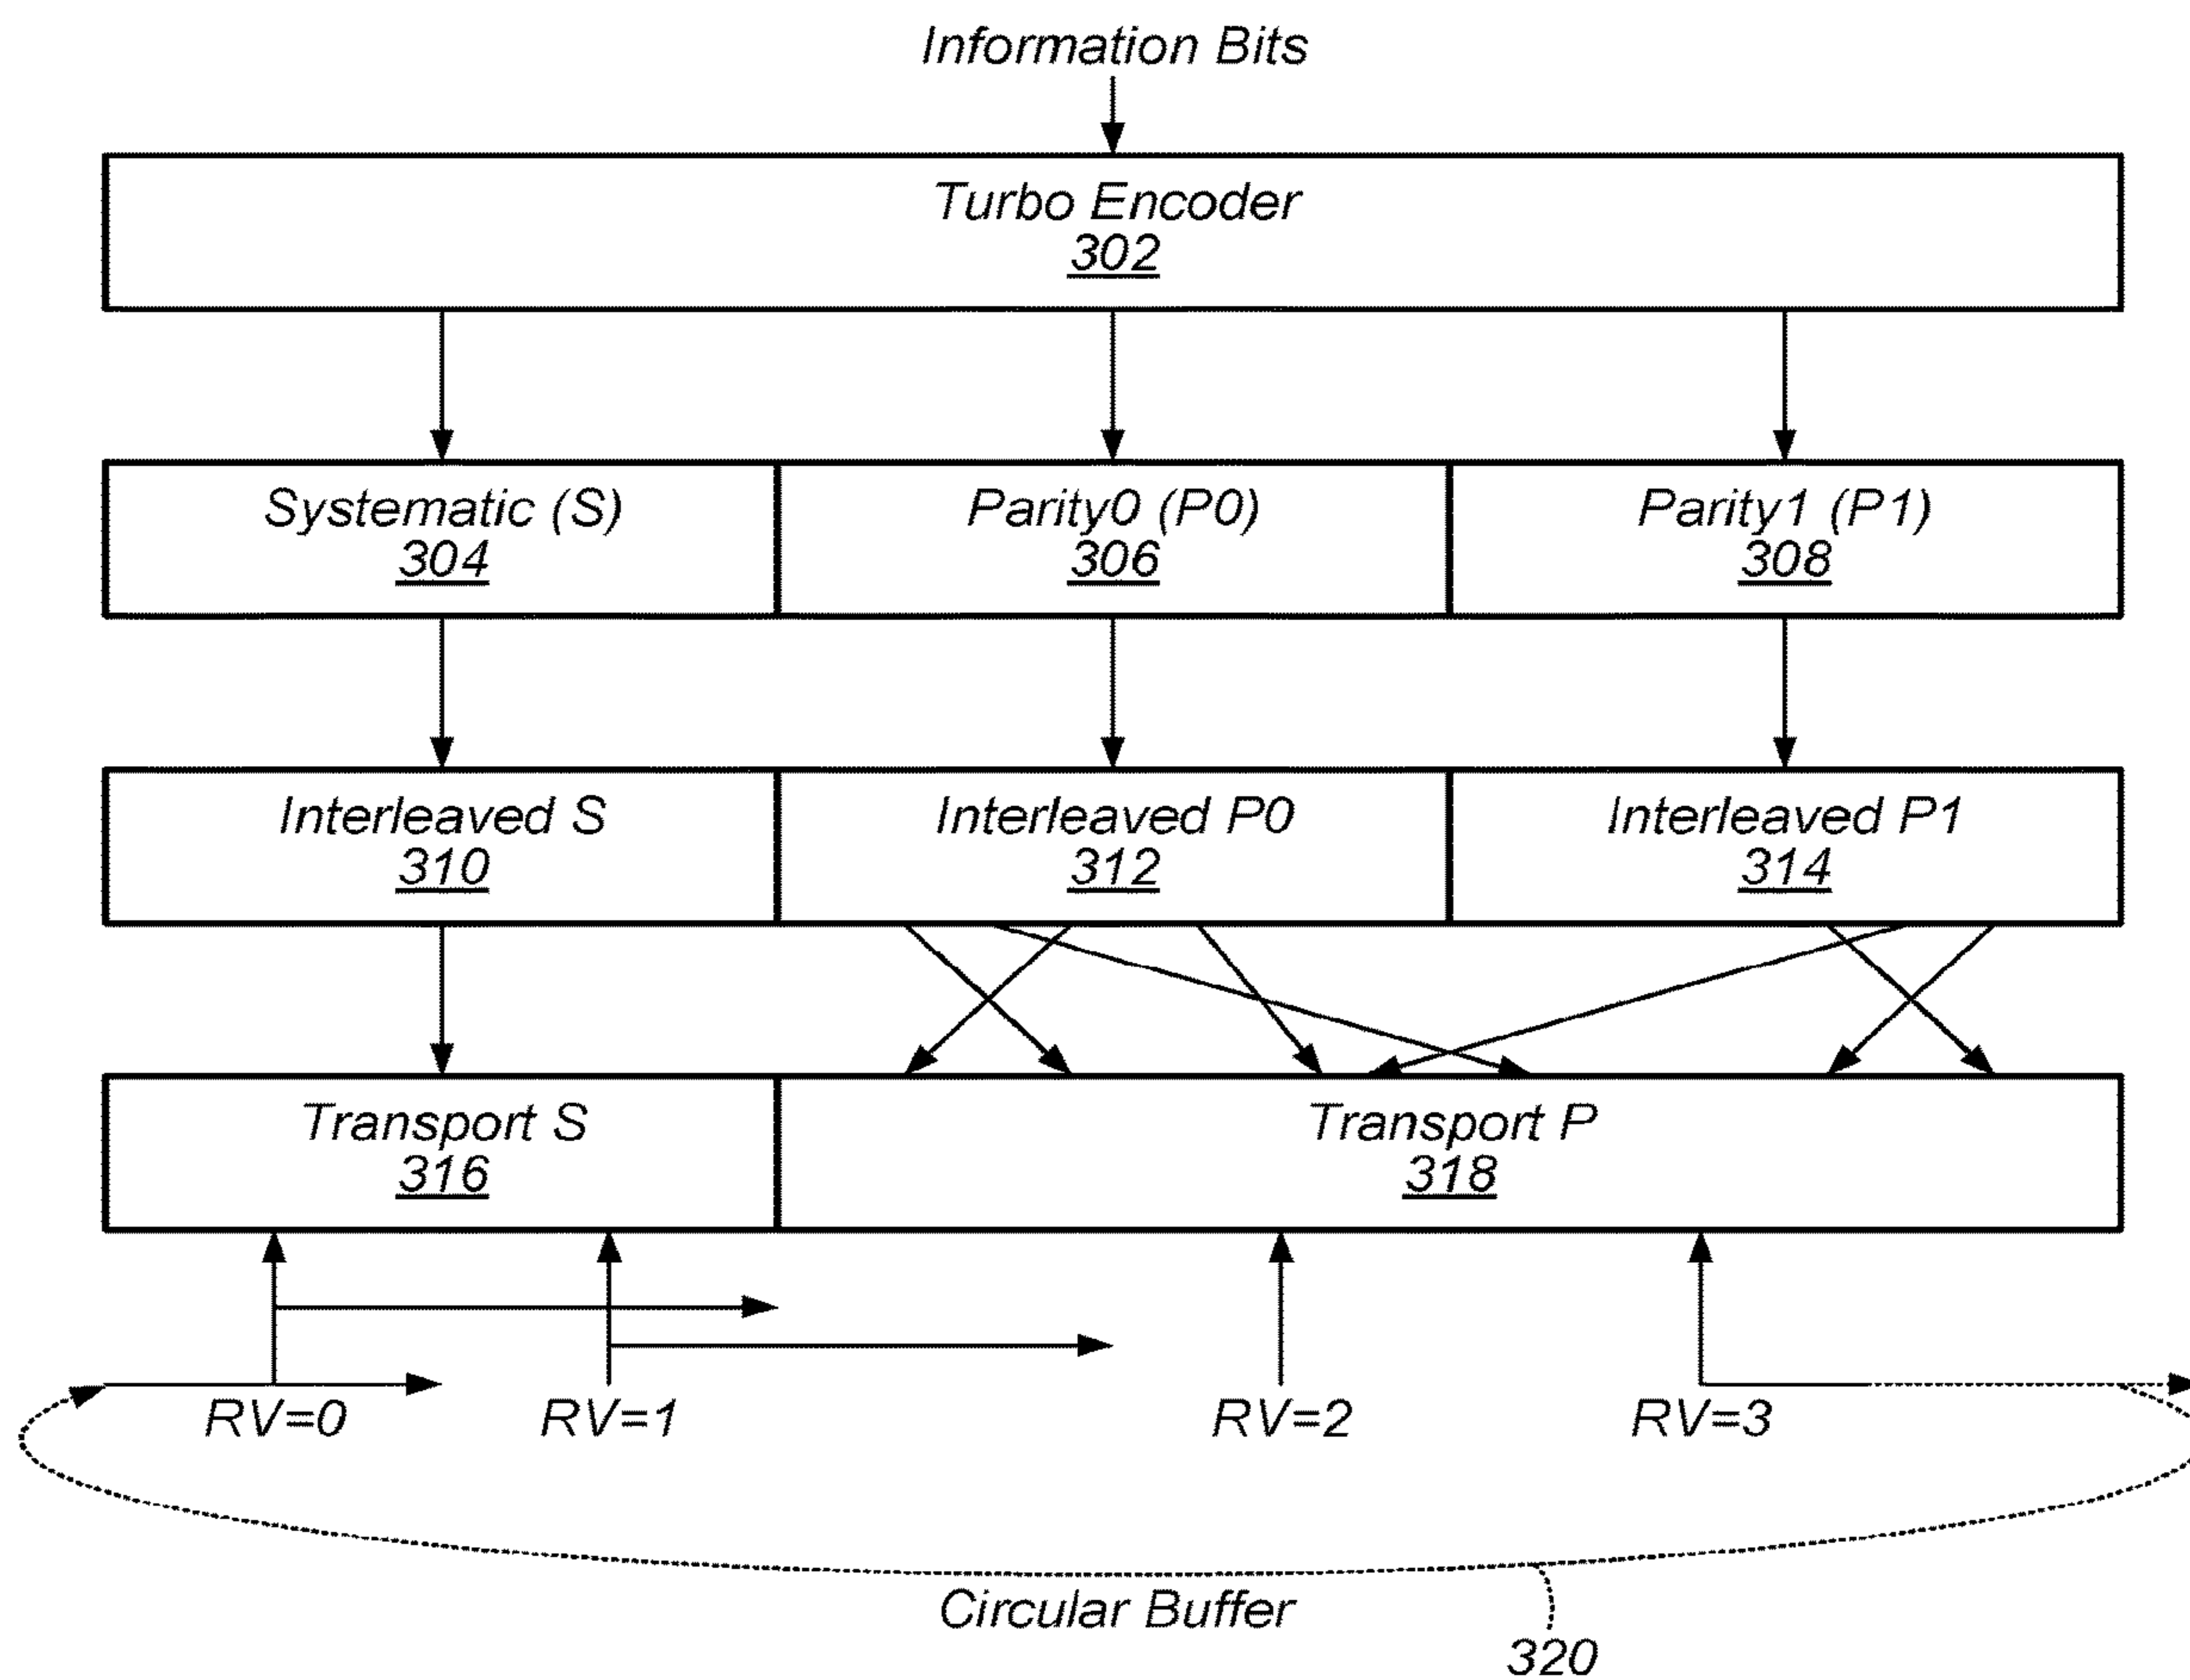 Information Bits
Turbo Encoder
302
Systematic (S)
304
Parity0 (P0)
306
Parity1 (P1)
308
Interleaved S
310
Interleaved P0
312
Interleaved P1
314
Transport S
316
Transport P
318
RV=0
RV=1
RV=2
RV=3
Circular Buffer
320